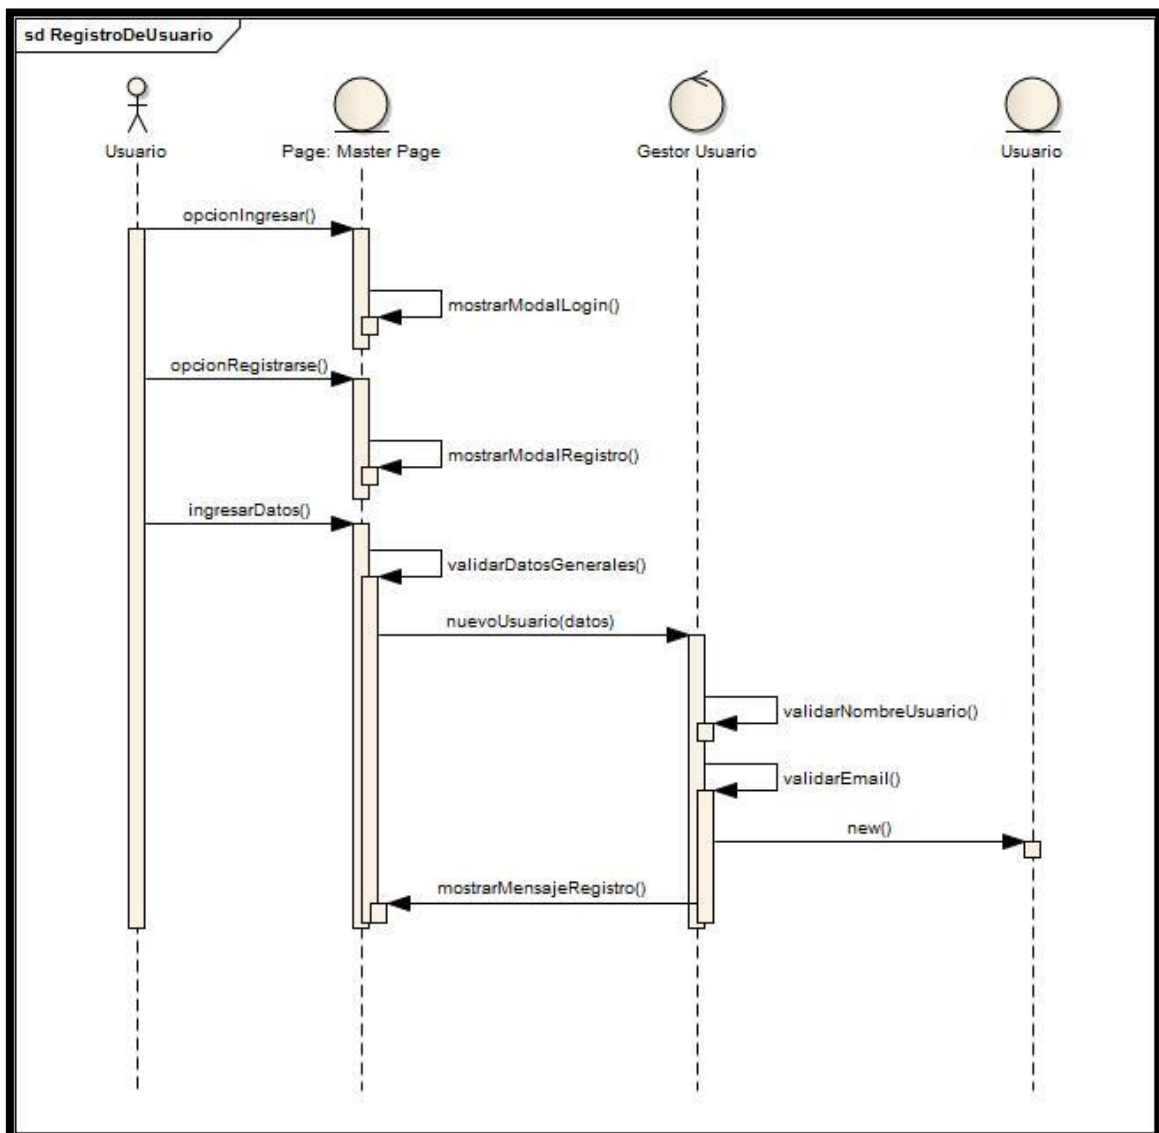 sd RegistroDeUsuario
Usuario
Page: Master Page
Gestor Usuario
Usuario
opcionIngresar()
mostrarModalLogin()
opcionRegistrarse()
mostrarModalRegistro()
ingresarDatos()
validarDatosGenerales()
nuevoUsuario(datos)
validarNombreUsuario()
validarEmail()
new()
mostrarMensajeRegistro()